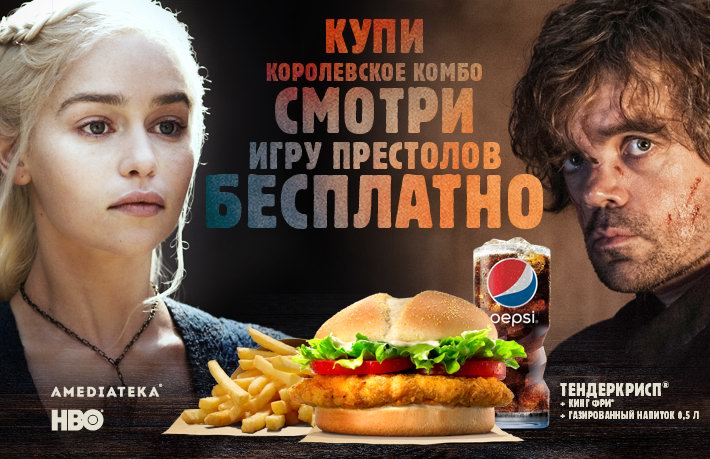 КУПИ
КОРОЛЕВСКОЕ КОМБО
СМОТРИ
ИГРУ ПРЕСТОЛОВ
БЕСПЛАТНО
pepsi
AMEDIATEKA
HBO®
ТЕНДЕРКРИСП®
+ КИНГ ФРИ*
+ ГАЗИРОВАННЫЙ НАПИТОК 0,5 Л